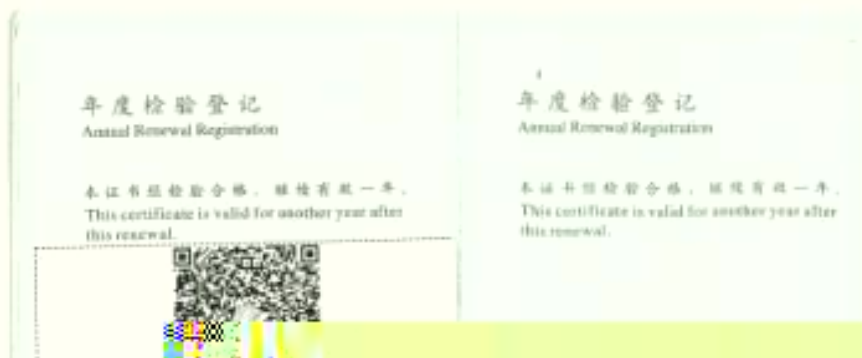 年度检验登记
Annual Renewal Registration
本证书经检验合格，继续有效一年。
This certificate is valid for another year after
this renewal.
年度检验登记
Annual Renewal Registration
本证书经检验合格，继续有效一年。
This certificate is valid for another year after
this renewal.